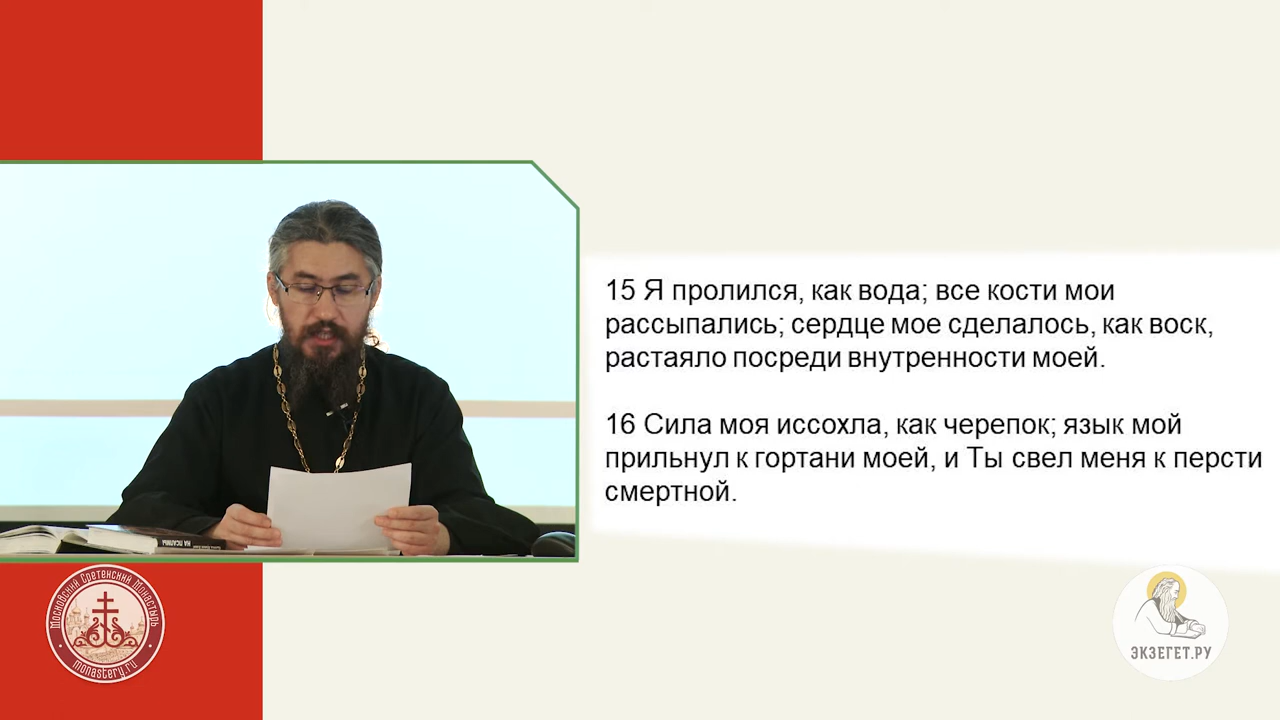 15 Я пролился, как вода; все кости мои
рассыпались; сердце мое сделалось, как воск,
растаяло посреди внутренности моей.
16 Сила моя иссохла, как черепок; язык мой
прильнул к гортани моей, и Ты свел меня к персти
смертной.
НА ПСАЛМЫ
Московский Сретенский Монастырь
monastery.ru
ЭКЗЕГЕТ.РУ